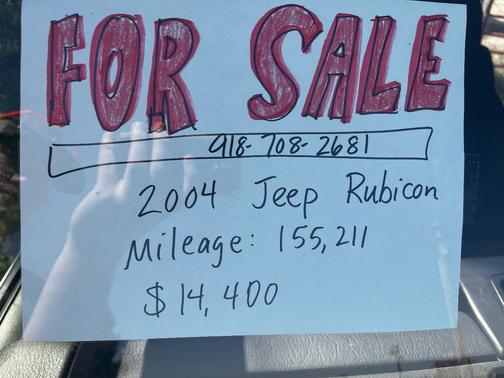 FOR SALE
918-708-2681
2004 Jeep Rubicon
Mileage: 155,211
$14,400